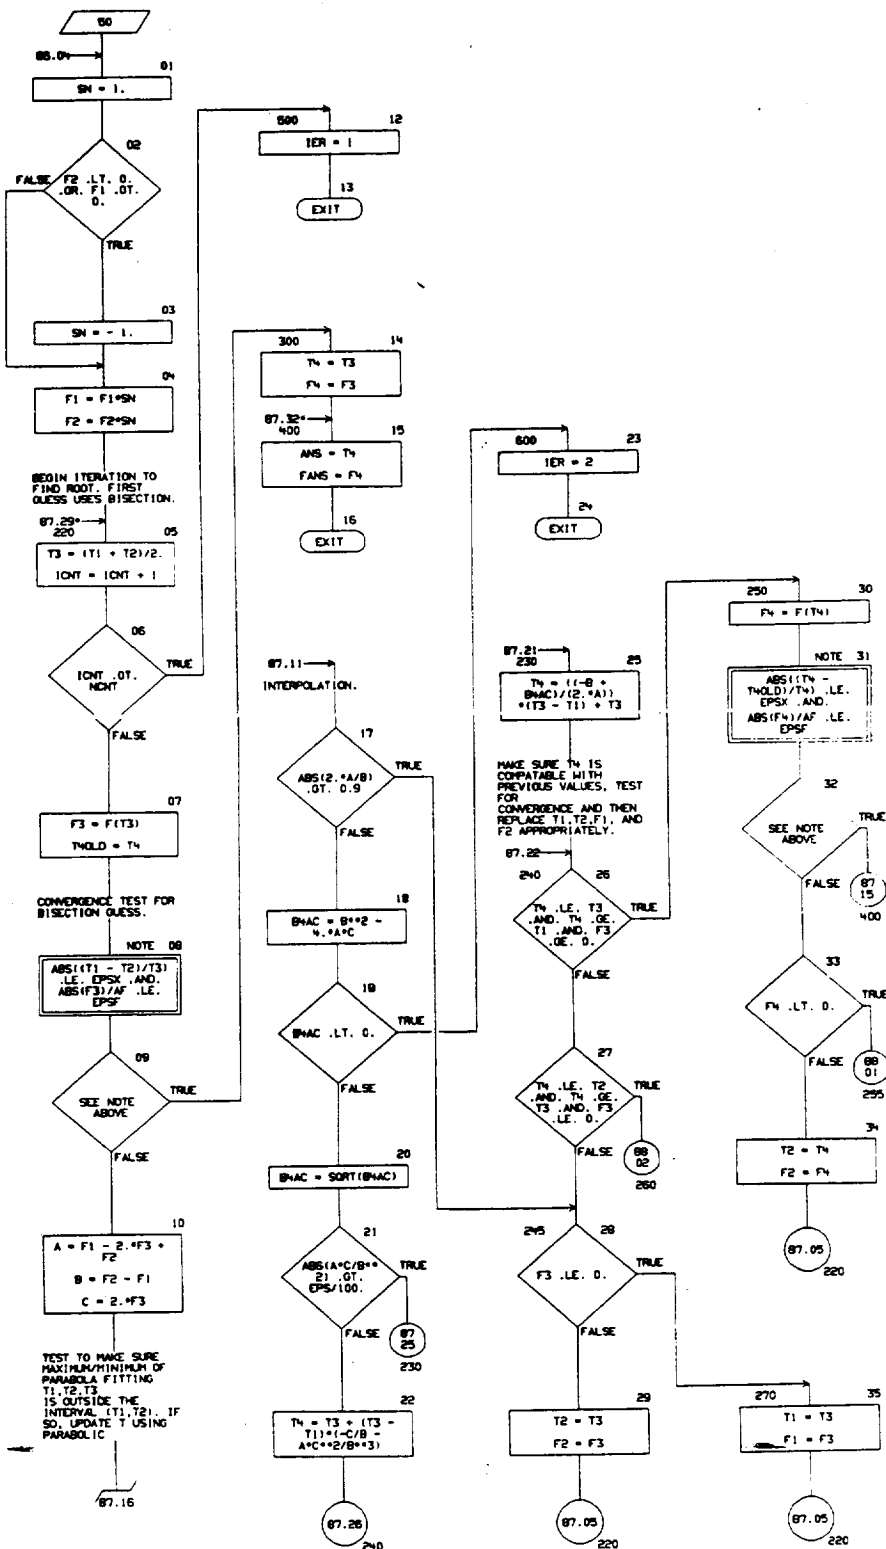 50
86.04
01
SN = 1.
02
FALSE
F2 .LT. 0.
.OR. F1 .GT.
0.
TRUE
03
SN = - 1.
04
F1 = F1*SN
F2 = F2*SN
BEGIN ITERATION TO
FIND ROOT. FIRST
GUESS USES BISECTION.
87.29*
220
05
T3 = (T1 + T2)/2.
ICNT = ICNT + 1
06
ICNT .GT.
NCNT
TRUE
FALSE
07
F3 = F(T3)
T4OLD = T4
CONVERGENCE TEST FOR
BISECTION GUESS.
NOTE 08
ABS((T1 - T2)/T3)
.LE. EPSX .AND.
ABS(F3)/AF .LE.
EPSF
09
SEE NOTE
ABOVE
TRUE
FALSE
10
A = F1 - 2.*F3 +
F2
B = F2 - F1
C = 2.*F3
TEST TO MAKE SURE
MAXIMUM/MINIMUM OF
PARABOLA FITTING
T1,T2,T3
IS OUTSIDE THE
INTERVAL (T1,T2). IF
SO, UPDATE T USING
PARABOLIC
87.16
500
12
IER = 1
13
EXIT
300
14
T4 = T3
F4 = F3
87.32*
400
15
ANS = T4
FANS = F4
16
EXIT
87.11
INTERPOLATION.
17
ABS(2.*A/B)
.GT. 0.9
TRUE
FALSE
18
B4AC = B**2 -
4.*A*C
19
B4AC .LT. 0.
TRUE
FALSE
20
B4AC = SQRT(B4AC)
21
ABS(A*C/B**
2) .GT.
EPS/100.
TRUE
FALSE
87
25
230
22
T4 = T3 + (T3 -
T1)*(-C/B -
A*C**2/B**3)
87.26
240
600
23
IER = 2
24
EXIT
87.21
230
25
T4 = ((-B +
B4AC)/(2.*A))
*(T3 - T1) + T3
MAKE SURE T4 IS
COMPATABLE WITH
PREVIOUS VALUES, TEST
FOR
CONVERGENCE AND THEN
REPLACE T1,T2,F1, AND
F2 APPROPRIATELY.
87.22
240
26
T4 .LE. T3
.AND. T4 .GE.
T1 .AND. F3
.GE. 0.
TRUE
FALSE
27
T4 .LE. T2
.AND. T4 .GE.
T3 .AND. F3
.LE. 0.
TRUE
FALSE
88
02
260
245
28
F3 .LE. 0.
TRUE
FALSE
29
T2 = T3
F2 = F3
87.05
220
250
30
F4 = F(T4)
NOTE 31
ABS((T4 -
T4OLD)/T4) .LE.
EPSX .AND.
ABS(F4)/AF .LE.
EPSF
32
SEE NOTE
ABOVE
TRUE
FALSE
87
15
400
33
F4 .LT. 0.
TRUE
FALSE
88
01
255
34
T2 = T4
F2 = F4
87.05
220
270
35
T1 = T3
F1 = F3
87.05
220